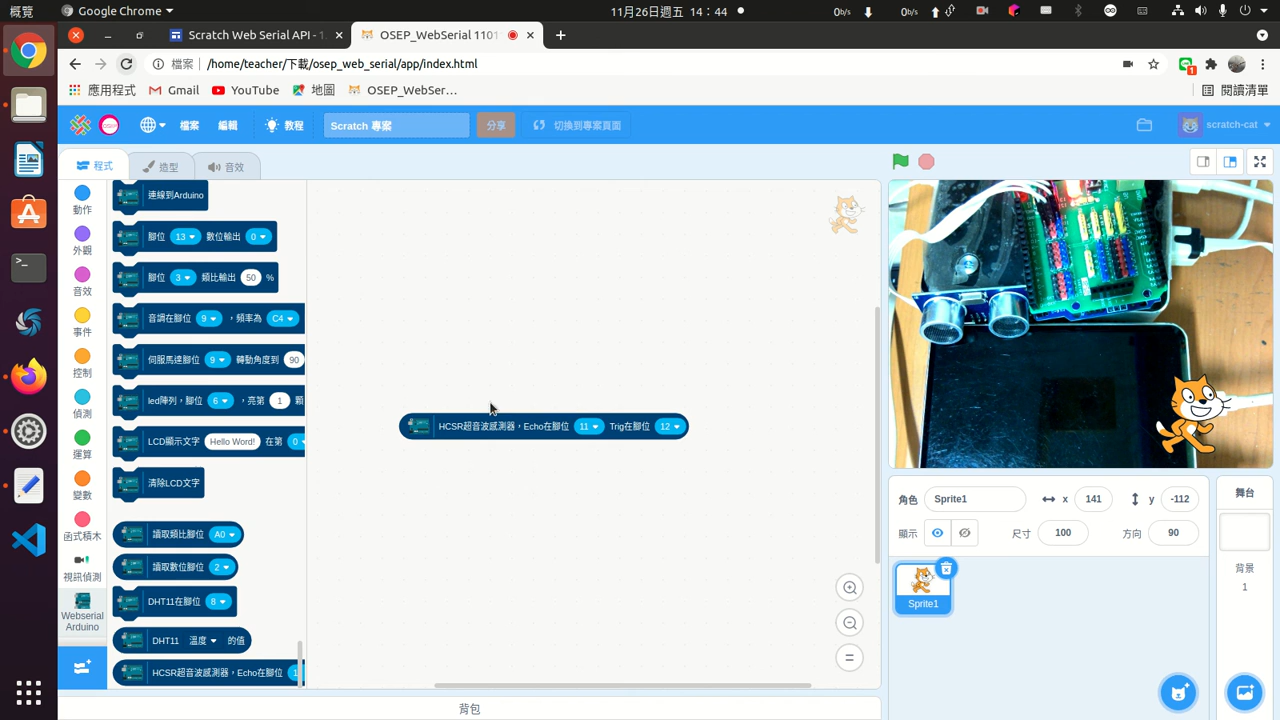 概覽
Google Chrome
11月26日週五 14：44
0b/s
0b/s
Scratch Web Serial API - 1
OSEP_WebSerial 1101
檔案
/home/teacher/下載/osep_web_serial/app/index.html
應用程式
Gmail
YouTube
地圖
OSEP_WebSer…
閱讀清單
檔案
編輯
教程
Scratch 專案
分享
切換到專案頁面
scratch-cat
程式
造型
音效
動作
外觀
音效
事件
控制
偵測
運算
變數
函式積木
視訊偵測
Webserial
Arduino
連線到Arduino
腳位 13 數位輸出 0
腳位 3 類比輸出 50 %
音調在腳位 9 ，頻率為 C4
伺服馬達腳位 9 轉動角度到 90
led陣列，腳位 6 ，亮第 1 顆
LCD顯示文字 Hello Word! 在第 0
清除LCD文字
讀取類比腳位 A0
讀取數位腳位 2
DHT11在腳位 8
DHT11 溫度 的值
HCSR超音波感測器，Echo在腳位 1
HCSR超音波感測器，Echo在腳位 11 Trig在腳位 12
角色 Sprite1 x 141 y -112
顯示 尺寸 100 方向 90
Sprite1
舞台
背景
1
背包